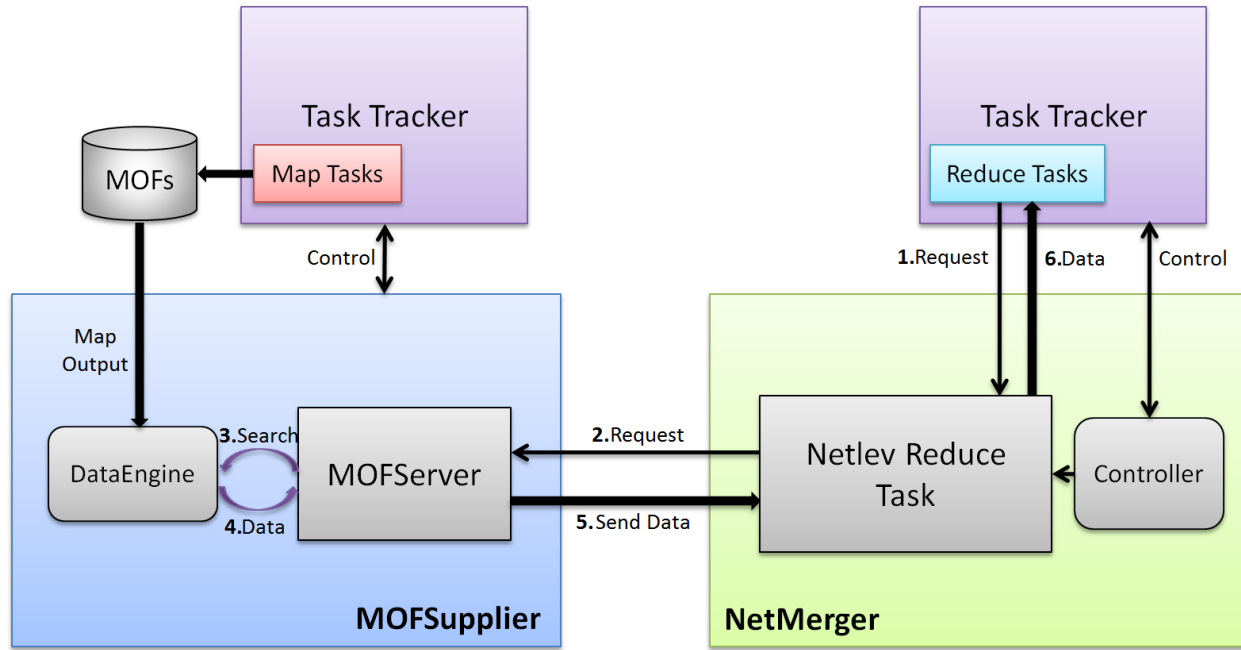 Task Tracker
Task Tracker
MOFs
Map Tasks
Reduce Tasks
Control
1.Request
6.Data
Control
Map
Output
3.Search
DataEngine
MOFServer
4.Data
2.Request
5.Send Data
Netlev Reduce
Task
Controller
MOFSupplier
NetMerger